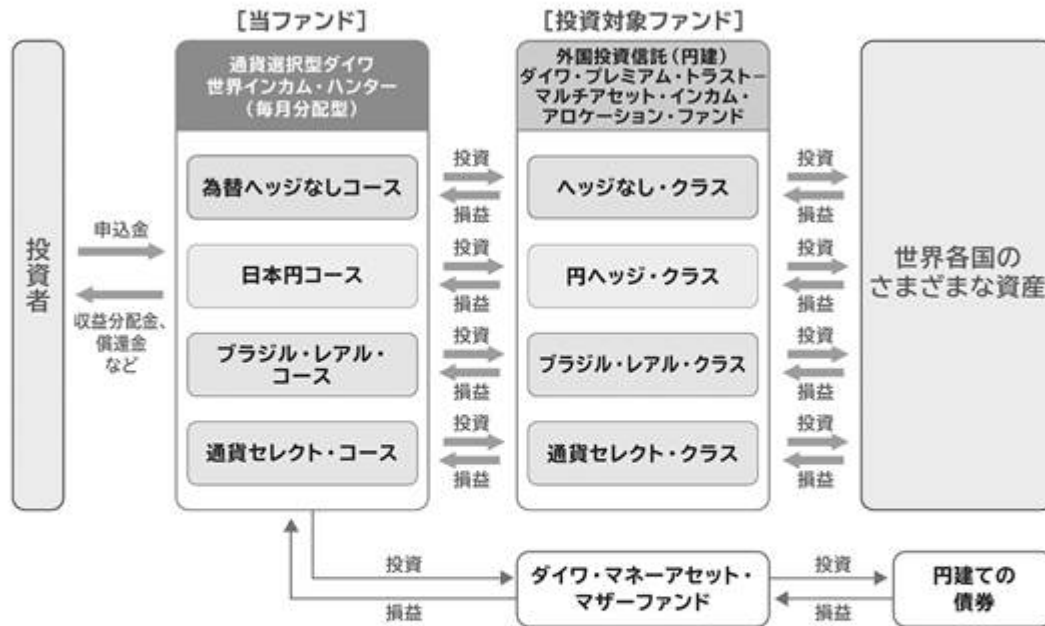 [当ファンド]
[投資対象ファンド]
投資者
申込金
収益分配金、
償還金
など
通貨選択型ダイワ
世界インカム・ハンター
(毎月分配型)
外国投資信託(円建)
ダイワ・プレミアム・トラスト−
マルチアセット・インカム・
アロケーション・ファンド
為替ヘッジなしコース
投資
損益
ヘッジなし・クラス
投資
損益
日本円コース
投資
損益
円ヘッジ・クラス
投資
損益
ブラジル・レアル・
コース
投資
損益
ブラジル・レアル・クラス
投資
損益
通貨セレクト・コース
投資
損益
通貨セレクト・クラス
投資
損益
世界各国の
さまざまな資産
投資
損益
ダイワ・マネーアセット・
マザーファンド
投資
損益
円建ての
債券